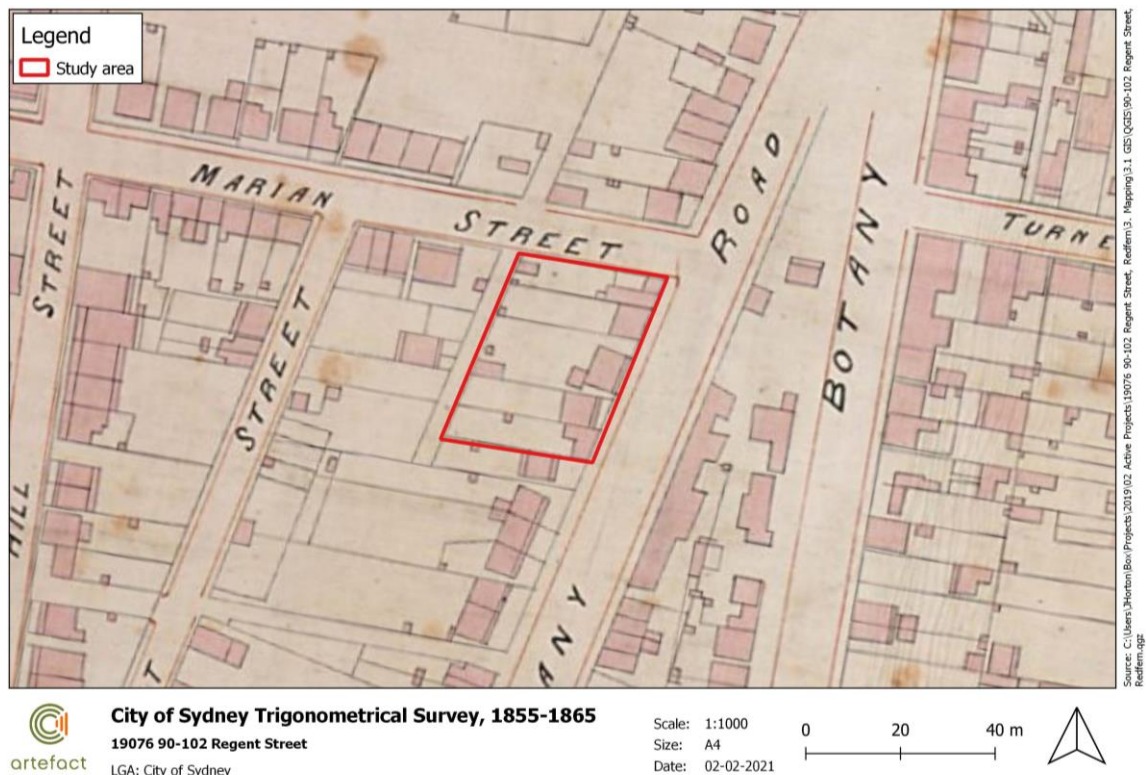 Legend
Study area
MARIAN
STREET
STREET
STREET
ROAD
BOTANY
TURNE
HILL
ANY
T
Source: C:\Users\JHorton\Box\Projects\2019\02 Active Projects\19076 90-102 Regent Street, Redfern\3. Mapping\3.1 GIS\QGIS\90-102 Regent Street,
Redfern.qgz
artefact
City of Sydney Trigonometrical Survey, 1855-1865
19076 90-102 Regent Street
LGA: City of Sydney
Scale: 1:1000
Size: A4
Date: 02-02-2021
0 20 40 m